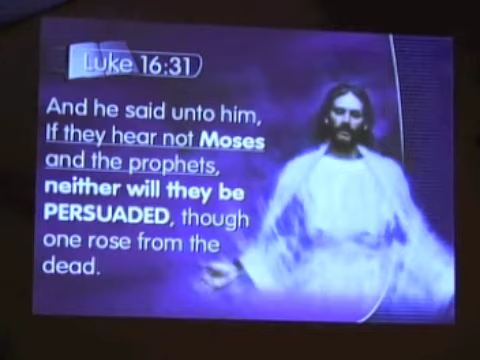 Luke 16:31
And he said unto him,
If they hear not Moses
and the prophets,
neither will they be
PERSUADED, though
one rose from the
dead.